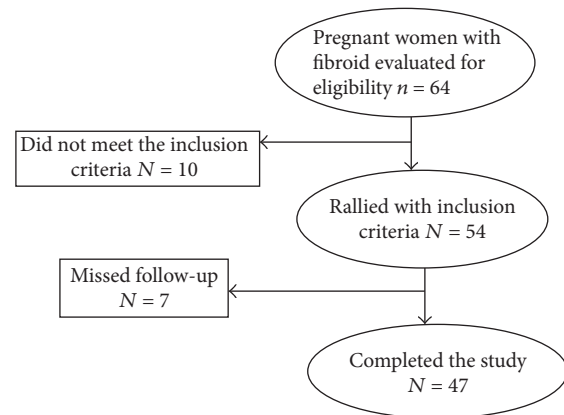 Pregnant women with
fibroid evaluated for
eligibility n = 64
Did not meet the inclusion
criteria N = 10
Rallied with inclusion
criteria N = 54
Missed follow-up
N = 7
Completed the study
N = 47